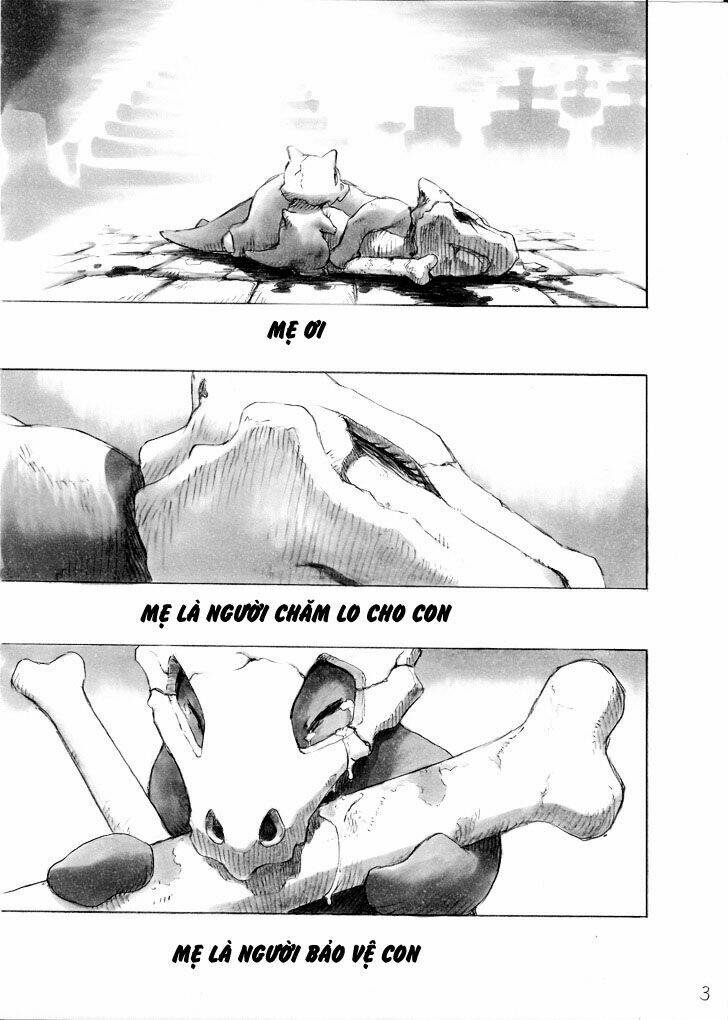 MẸ ƠI
MẸ LÀ NGƯỜI CHĂM LO CHO CON
MẸ LÀ NGƯỜI BẢO VỆ CON
3